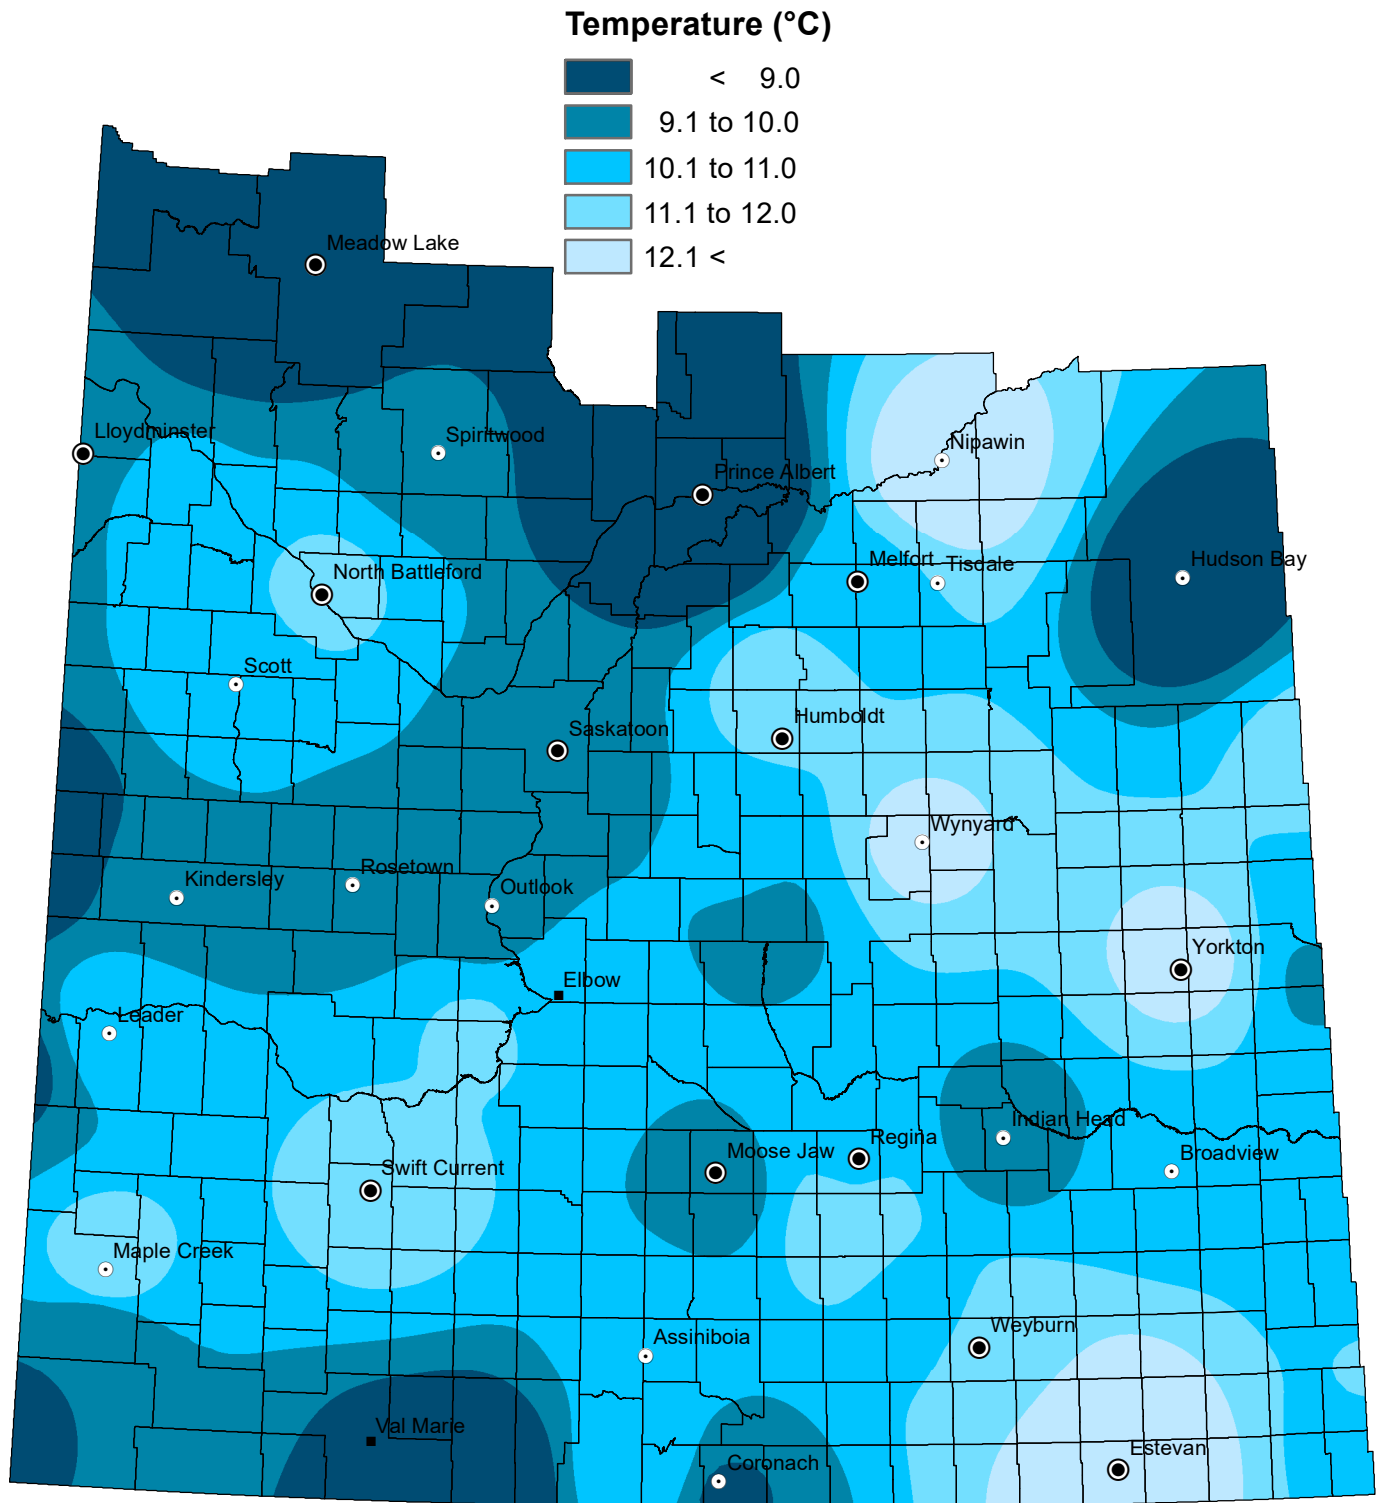 Temperature (°C)
< 9.0
9.1 to 10.0
10.1 to 11.0
11.1 to 12.0
12.1 <
Meadow Lake
Lloydminster
Spiritwood
Nipawin
Prince Albert
Melfort
Tisdale
Hudson Bay
North Battleford
Scott
Humboldt
Saskatoon
Wynyard
Rosetown
Kindersley
Outlook
Yorkton
Elbow
Leader
Indian Head
Regina
Moose Jaw
Broadview
Swift Current
Maple Creek
Weyburn
Assiniboia
Val Marie
Estevan
Coronach